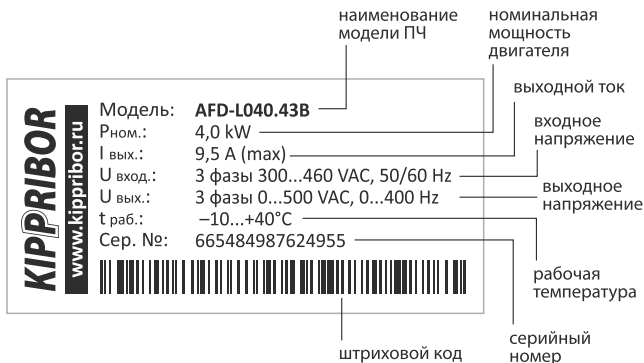 наименование
модели ПЧ
номинальная
мощность
двигателя
выходной ток
входное
напряжение
выходное
напряжение
рабочая
температура
серийный
номер
штриховой код
KIPPRIBOR
www.kippribor.ru
Модель: AFD-L040.43B
Pном.: 4,0 kW
I вых.: 9,5 A (max)
U вход.: 3 фазы 300...460 VAC, 50/60 Hz
U вых.: 3 фазы 0...500 VAC, 0...400 Hz
t раб.: –10...+40°C
Сер. №: 665484987624955